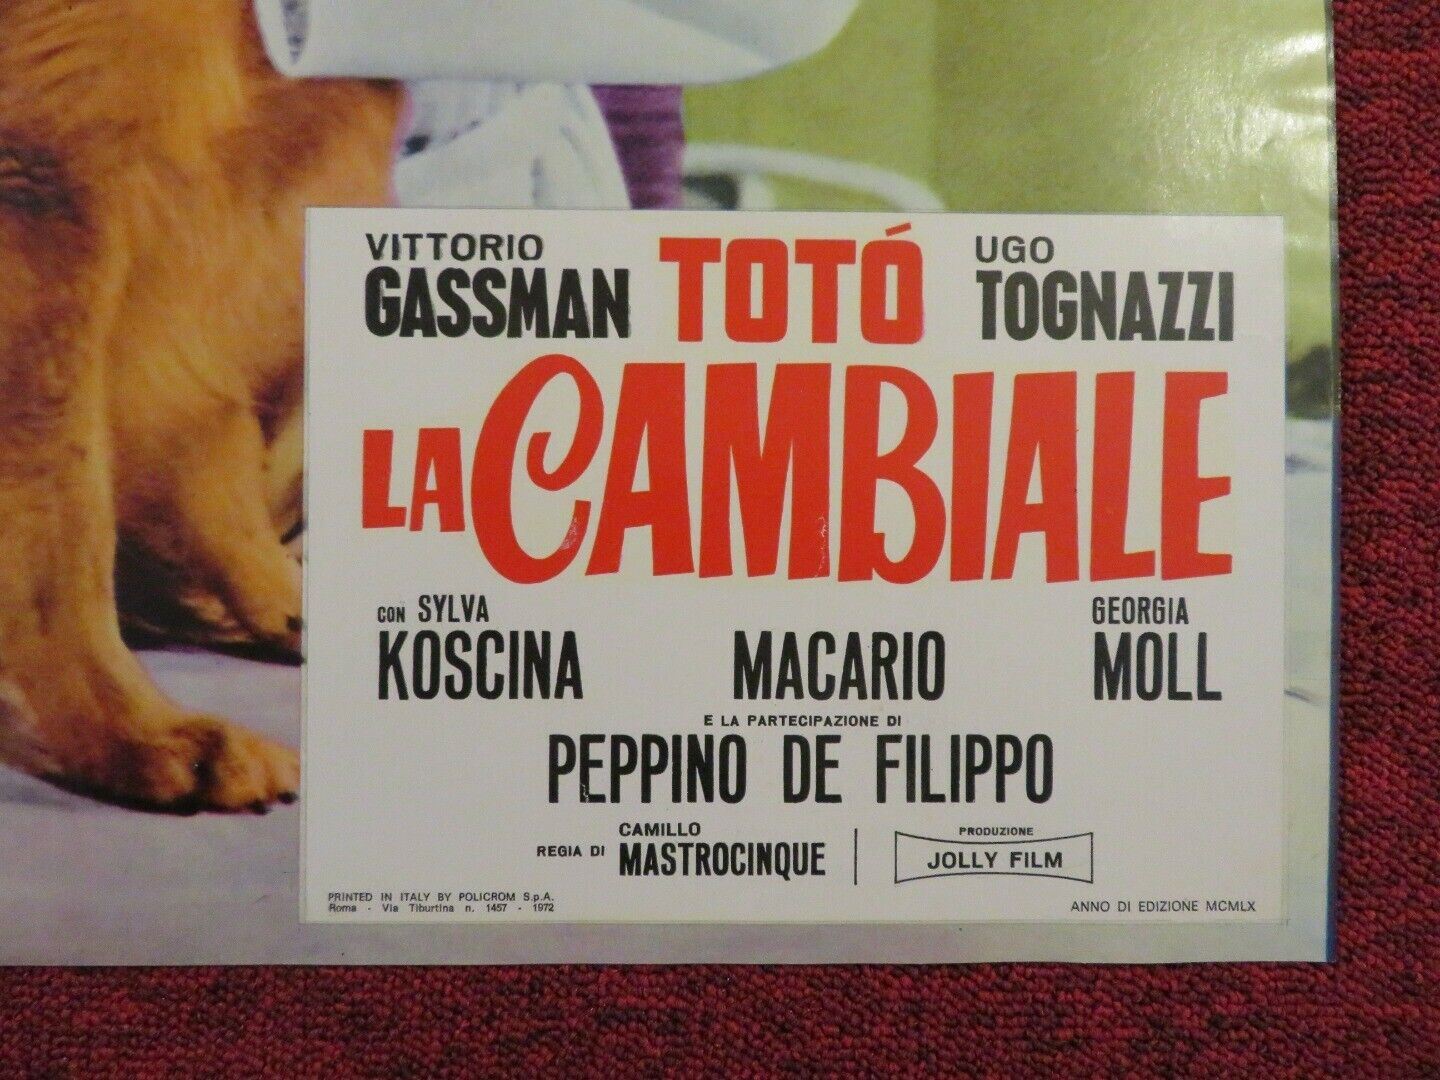 VITTORIO
GASSMAN
TOTÓ
UGO
TOGNAZZI
LA CAMBIALE
CON SYLVA
KOSCINA
MACARIO
GEORGIA
MOLL
E LA PARTECIPAZIONE DI
PEPPINO DE FILIPPO
REGIA DI
CAMILLO
MASTROCINQUE
PRODUZIONE
JOLLY FILM
PRINTED IN ITALY BY POLICROM S.p.A.
Roma - Via Tiburtina n. 1457 - 1972
ANNO DI EDIZIONE MCMLX